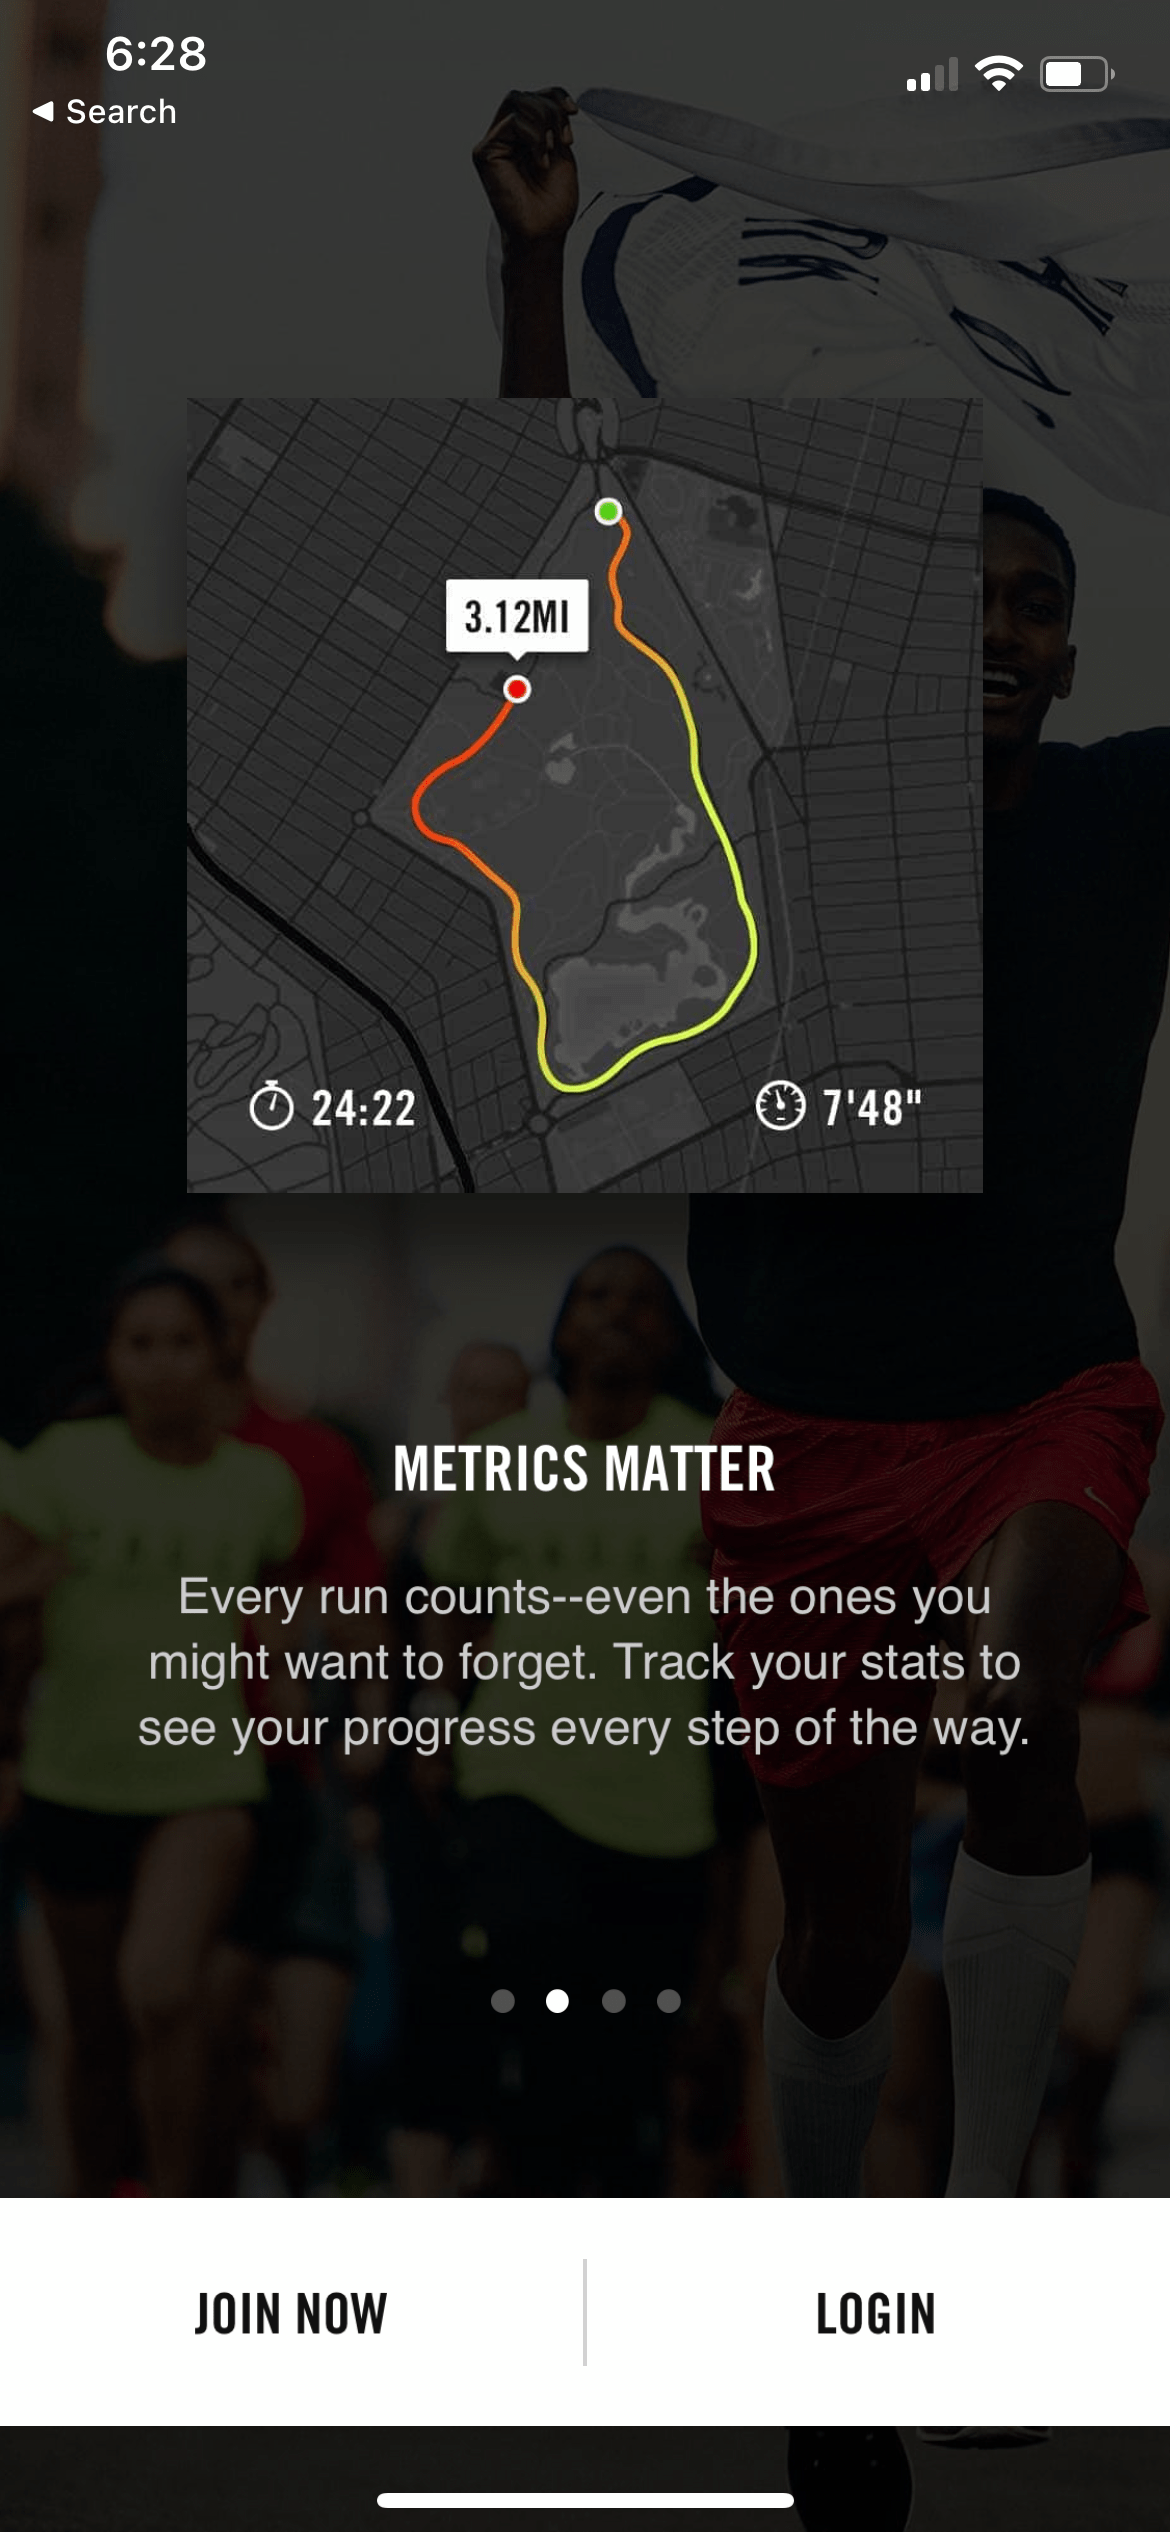 6:28
◀ Search
3.12MI
24:22
7'48"
METRICS MATTER
Every run counts--even the ones you
might want to forget. Track your stats to
see your progress every step of the way.
JOIN NOW
LOGIN